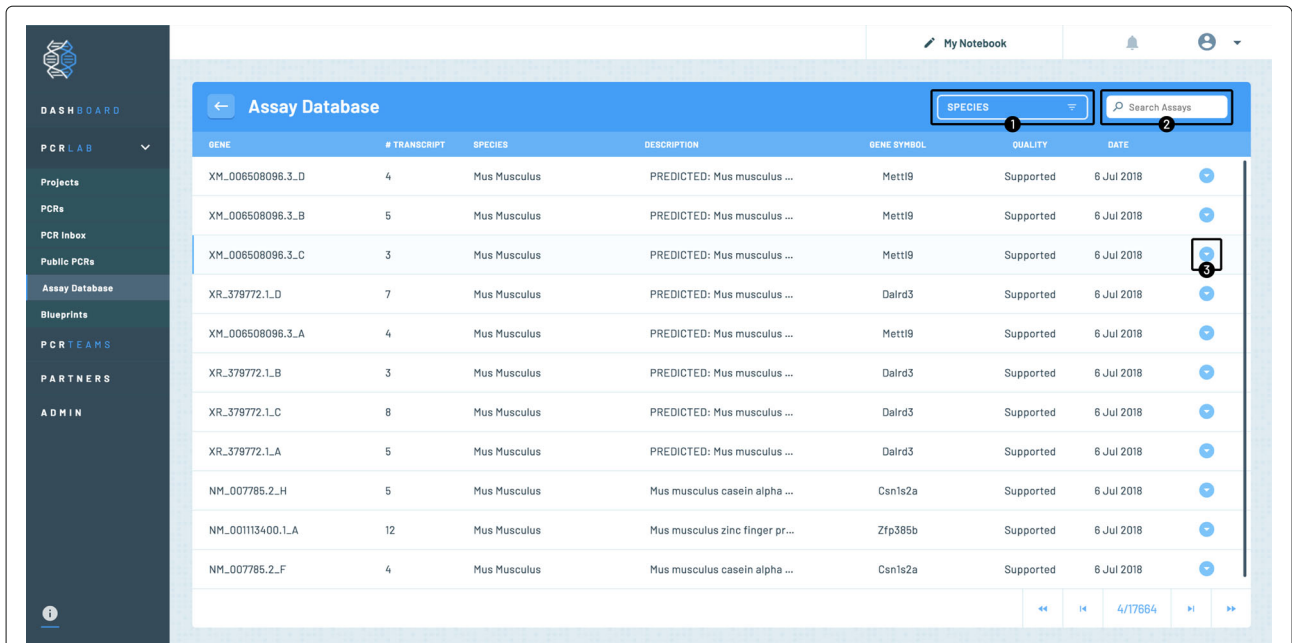 My Notebook
DASHBOARD
PCRLAB
Projects
PCRs
PCR Inbox
Public PCRs
Assay Database
Blueprints
PCRTEAMS
PARTNERS
ADMIN
Assay Database
SPECIES
1
Search Assays
2
GENE # TRANSCRIPT SPECIES DESCRIPTION GENE SYMBOL QUALITY DATE
XM_006508096.3_D 4 Mus Musculus PREDICTED: Mus musculus ... Mettl9 Supported 6 Jul 2018
XM_006508096.3_B 5 Mus Musculus PREDICTED: Mus musculus ... Mettl9 Supported 6 Jul 2018
XM_006508096.3_C 3 Mus Musculus PREDICTED: Mus musculus ... Mettl9 Supported 6 Jul 2018
3
XR_379772.1_D 7 Mus Musculus PREDICTED: Mus musculus ... Dalrd3 Supported 6 Jul 2018
XM_006508096.3_A 4 Mus Musculus PREDICTED: Mus musculus ... Mettl9 Supported 6 Jul 2018
XR_379772.1_B 3 Mus Musculus PREDICTED: Mus musculus ... Dalrd3 Supported 6 Jul 2018
XR_379772.1_C 8 Mus Musculus PREDICTED: Mus musculus ... Dalrd3 Supported 6 Jul 2018
XR_379772.1_A 5 Mus Musculus PREDICTED: Mus musculus ... Dalrd3 Supported 6 Jul 2018
NM_007785.2_H 5 Mus Musculus Mus musculus casein alpha ... Csn1s2a Supported 6 Jul 2018
NM_001113400.1_A 12 Mus Musculus Mus musculus zinc finger pr... Zfp385b Supported 6 Jul 2018
NM_007785.2_F 4 Mus Musculus Mus musculus casein alpha ... Csn1s2a Supported 6 Jul 2018
4/17664